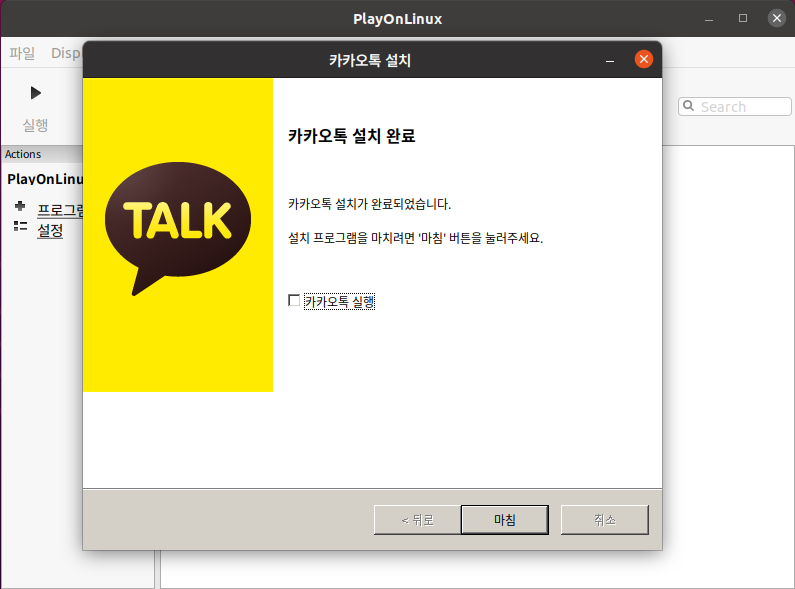 PlayOnLinux
파일 Disp
카카오톡 설치
실행
Search
Actions
PlayOnLinu
프로그램
설정
TALK
카카오톡 설치 완료
카카오톡 설치가 완료되었습니다.
설치 프로그램을 마치려면 '마침' 버튼을 눌러주세요.
카카오톡 실행
< 뒤로
마침
취소